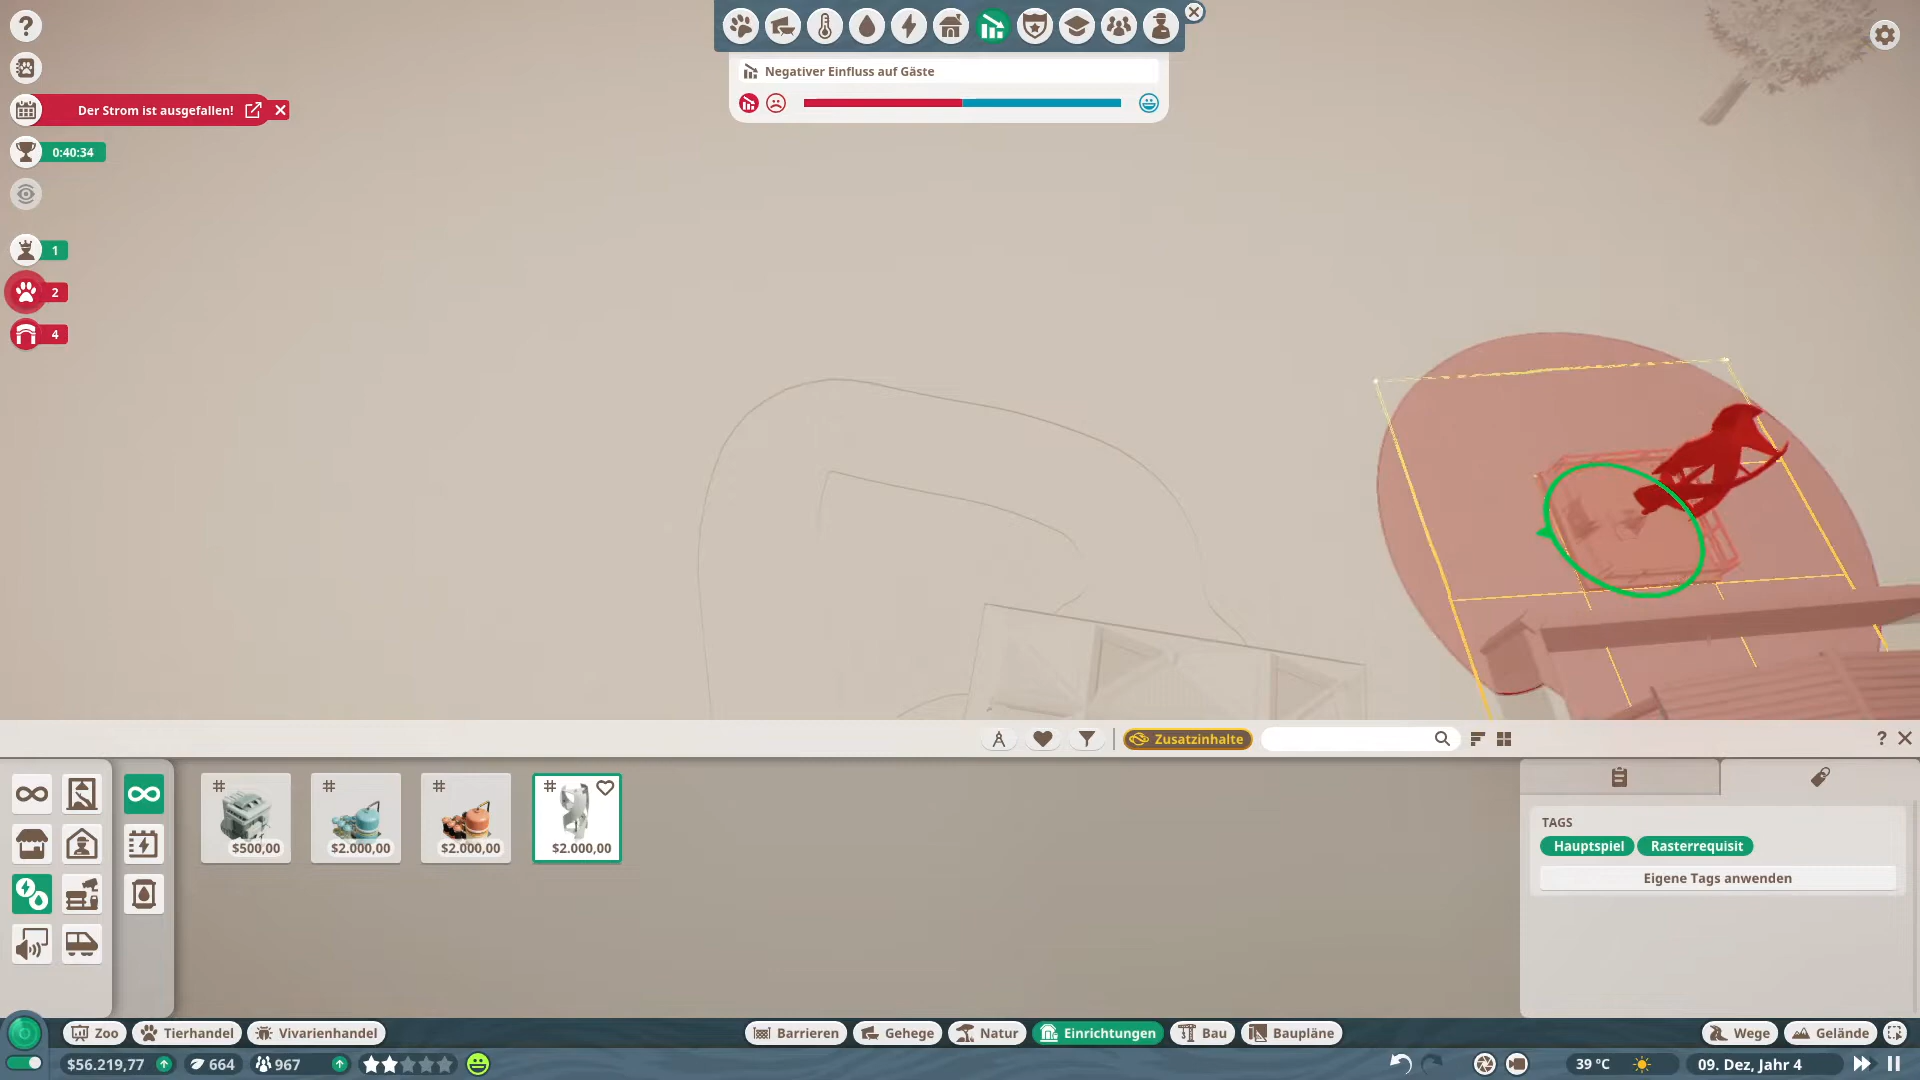 Negativer Einfluss auf Gäste
Der Strom ist ausgefallen!
0:40:34
1
2
4
Zusatzinhalte
$500,00
$2.000,00
$2.000,00
$2.000,00
TAGS
Hauptspiel
Rasterrequisit
Eigene Tags anwenden
Zoo
Tierhandel
Vivarienhandel
Barrieren
Gehege
Natur
Einrichtungen
Bau
Baupläne
Wege
Gelände
$56.219,77
664
967
39 °C
09. Dez, Jahr 4